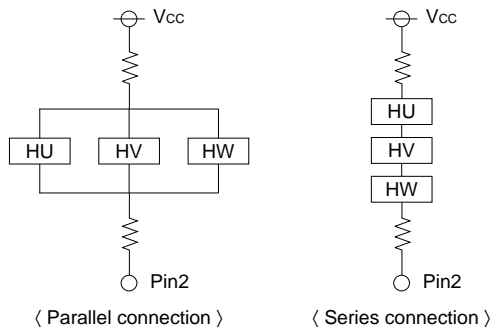 Vcc
HU
HV
HW
Pin2
〈 Parallel connection 〉
Vcc
HU
HV
HW
Pin2
〈 Series connection 〉